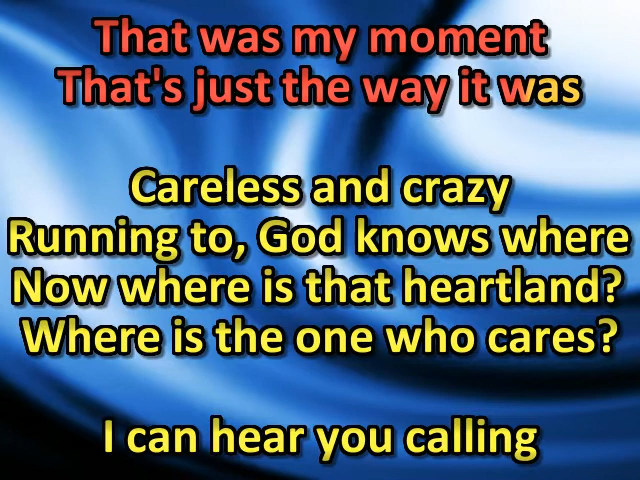 That was my moment
That's just the way it was
Careless and crazy
Running to, God knows where
Now where is that heartland?
Where is the one who cares?
I can hear you calling